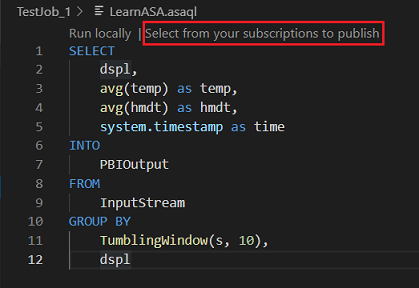 TestJob_1 > LearnASA.asaql
Run locally | Select from your subscriptions to publish
1 SELECT
2 dspl,
3 avg(temp) as temp,
4 avg(hmdt) as hmdt,
5 system.timestamp as time
6 INTO
7 PBIOutput
8 FROM
9 InputStream
10 GROUP BY
11 TumblingWindow(s, 10),
12 dspl